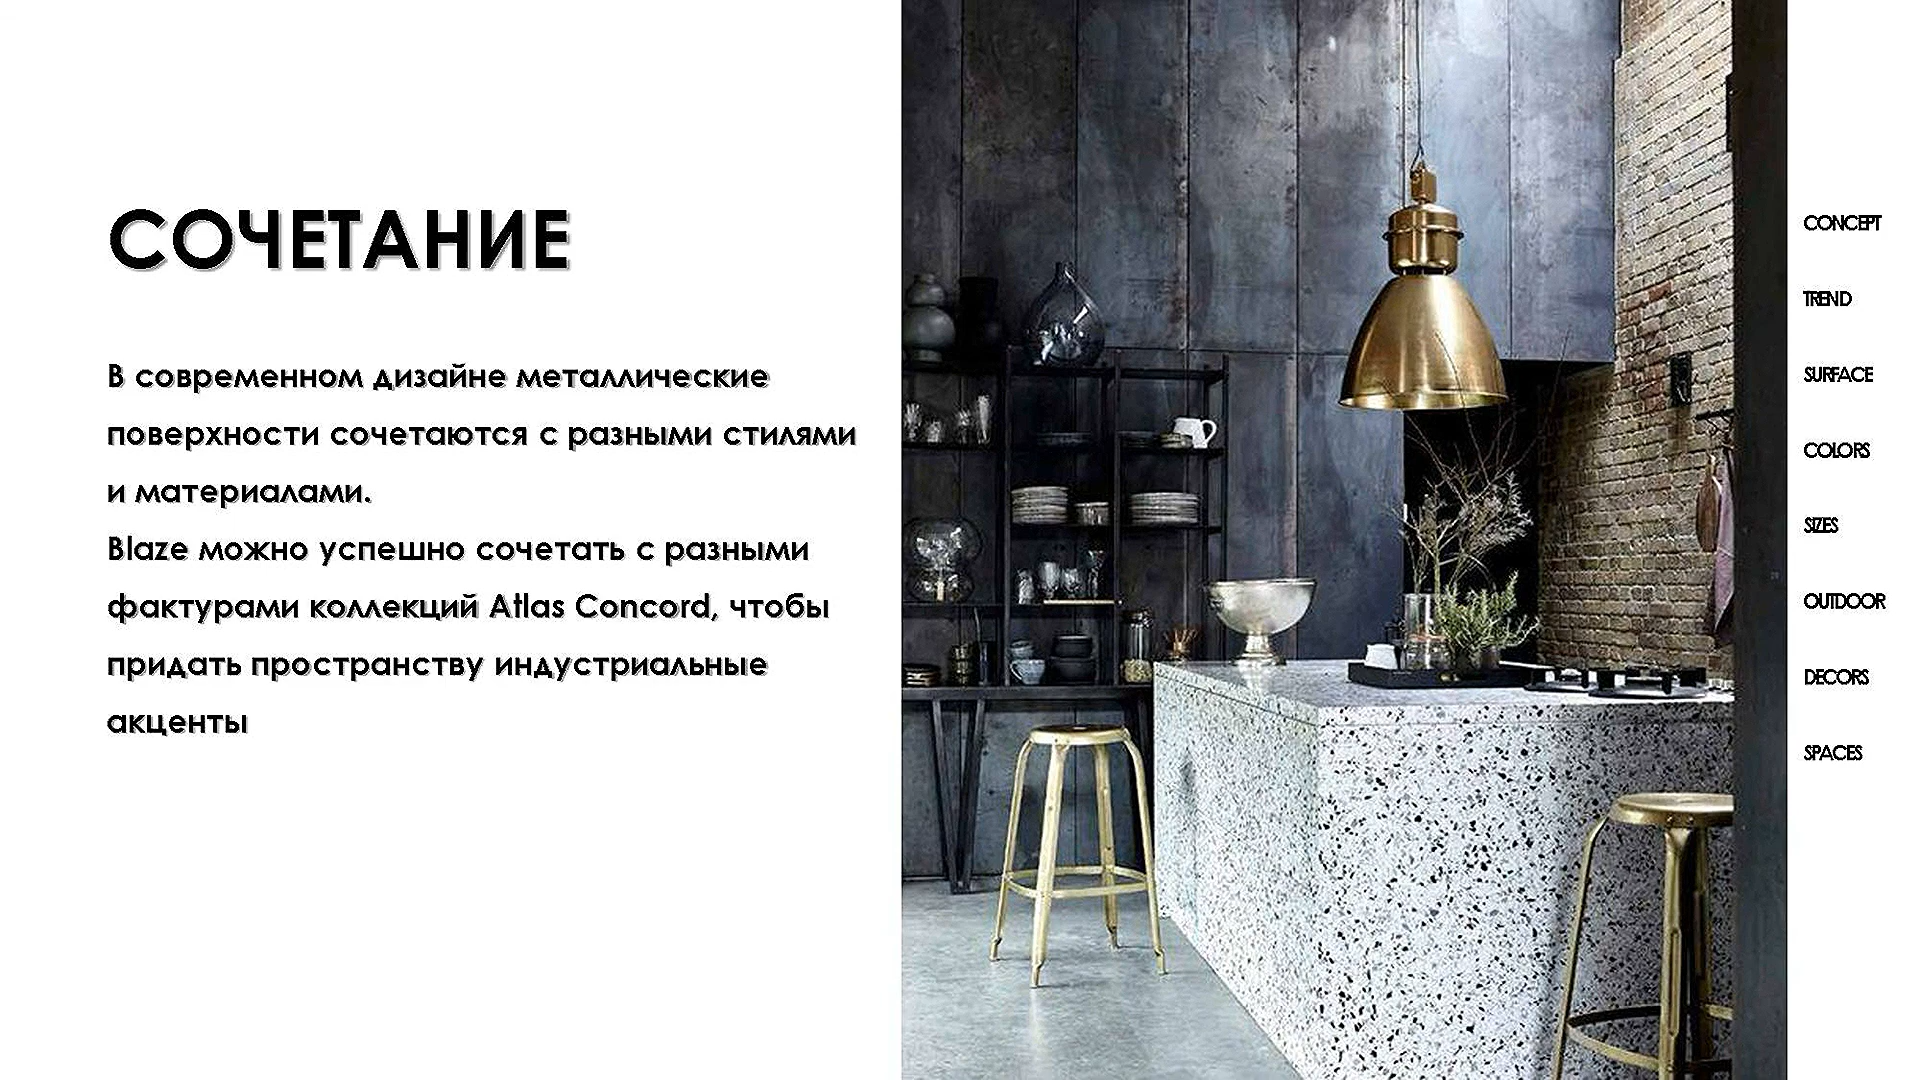 СОЧЕТАНИЕ
В современном дизайне металлические
поверхности сочетаются с разными стилями
и материалами.
Blaze можно успешно сочетать с разными
фактурами коллекций Atlas Concord, чтобы
придать пространству индустриальные
акценты
CONCEPT
TREND
SURFACE
COLORS
SIZES
OUTDOOR
DECORS
SPACES